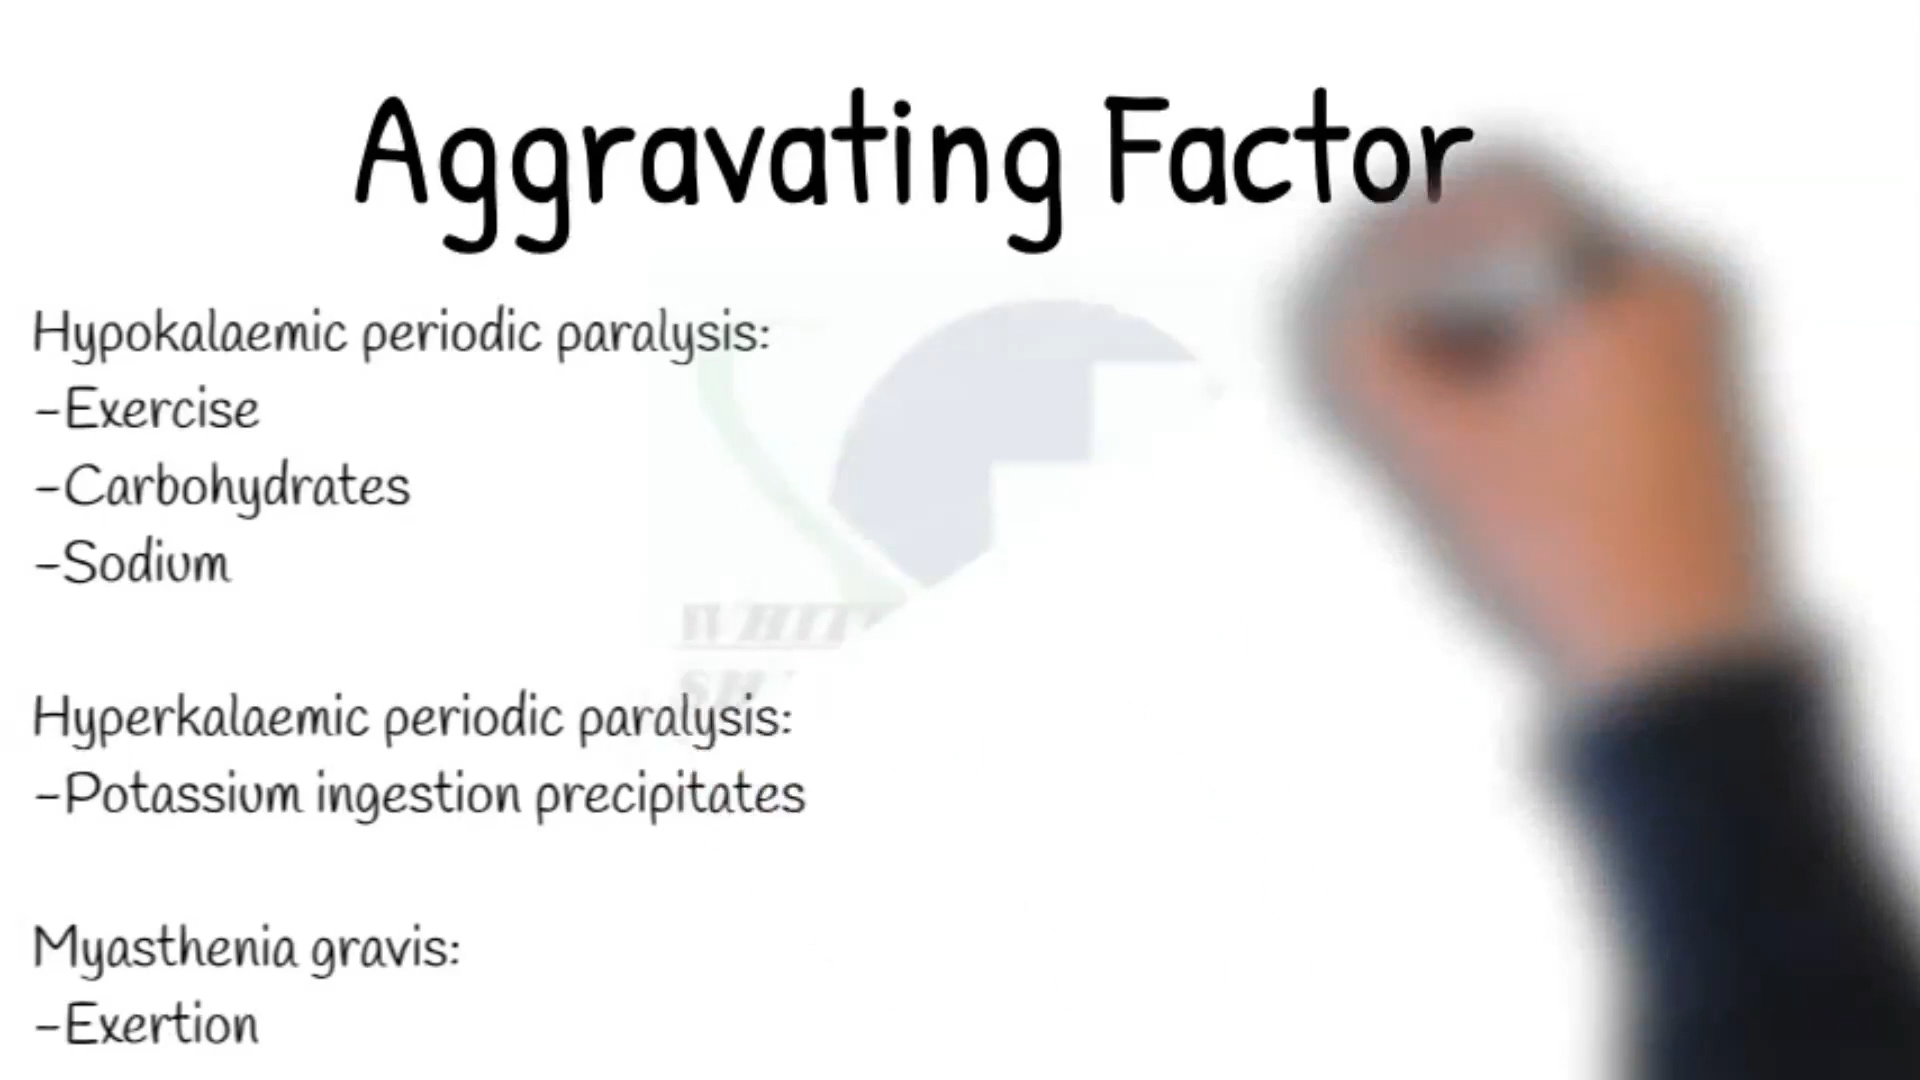 Aggravating Factor
Hypokalaemic periodic paralysis:
-Exercise
-Carbohydrates
-Sodium
Hyperkalaemic periodic paralysis:
-Potassium ingestion precipitates
Myasthenia gravis:
-Exertion